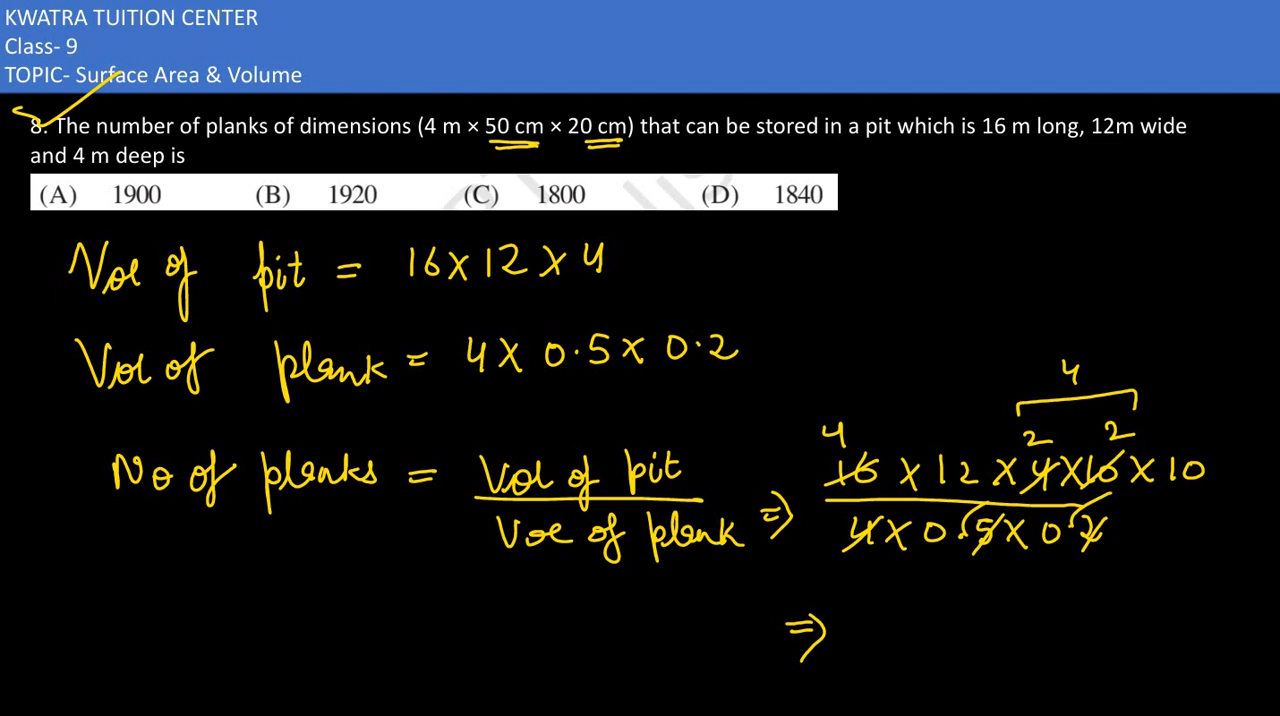 KWATRA TUITION CENTER
Class- 9
TOPIC- Surface Area & Volume
8. The number of planks of dimensions (4 m × 50 cm × 20 cm) that can be stored in a pit which is 16 m long, 12m wide
and 4 m deep is
(A) 1900 (B) 1920 (C) 1800 (D) 1840
Vol of pit = 16 × 12 × 4
Vol of plank = 4 × 0.5 × 0.2
4
4 2 2
No of planks = Vol of pit ⇒ 16 × 12 × 4 × 10 × 10
Vol of plank 4 × 0.5 × 0.2
⇒